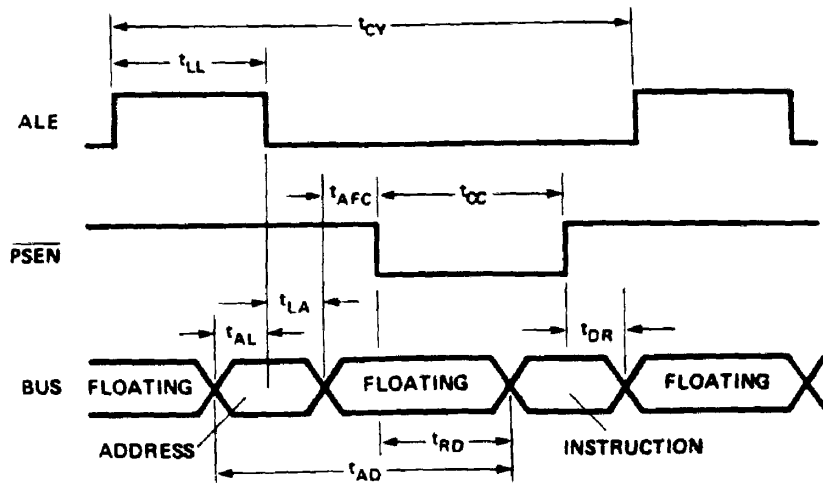 tCY
tLL
ALE
tAFC
tCC
PSEN
tLA
tAL
tDR
BUS
FLOATING
FLOATING
FLOATING
ADDRESS
tRD
INSTRUCTION
tAD